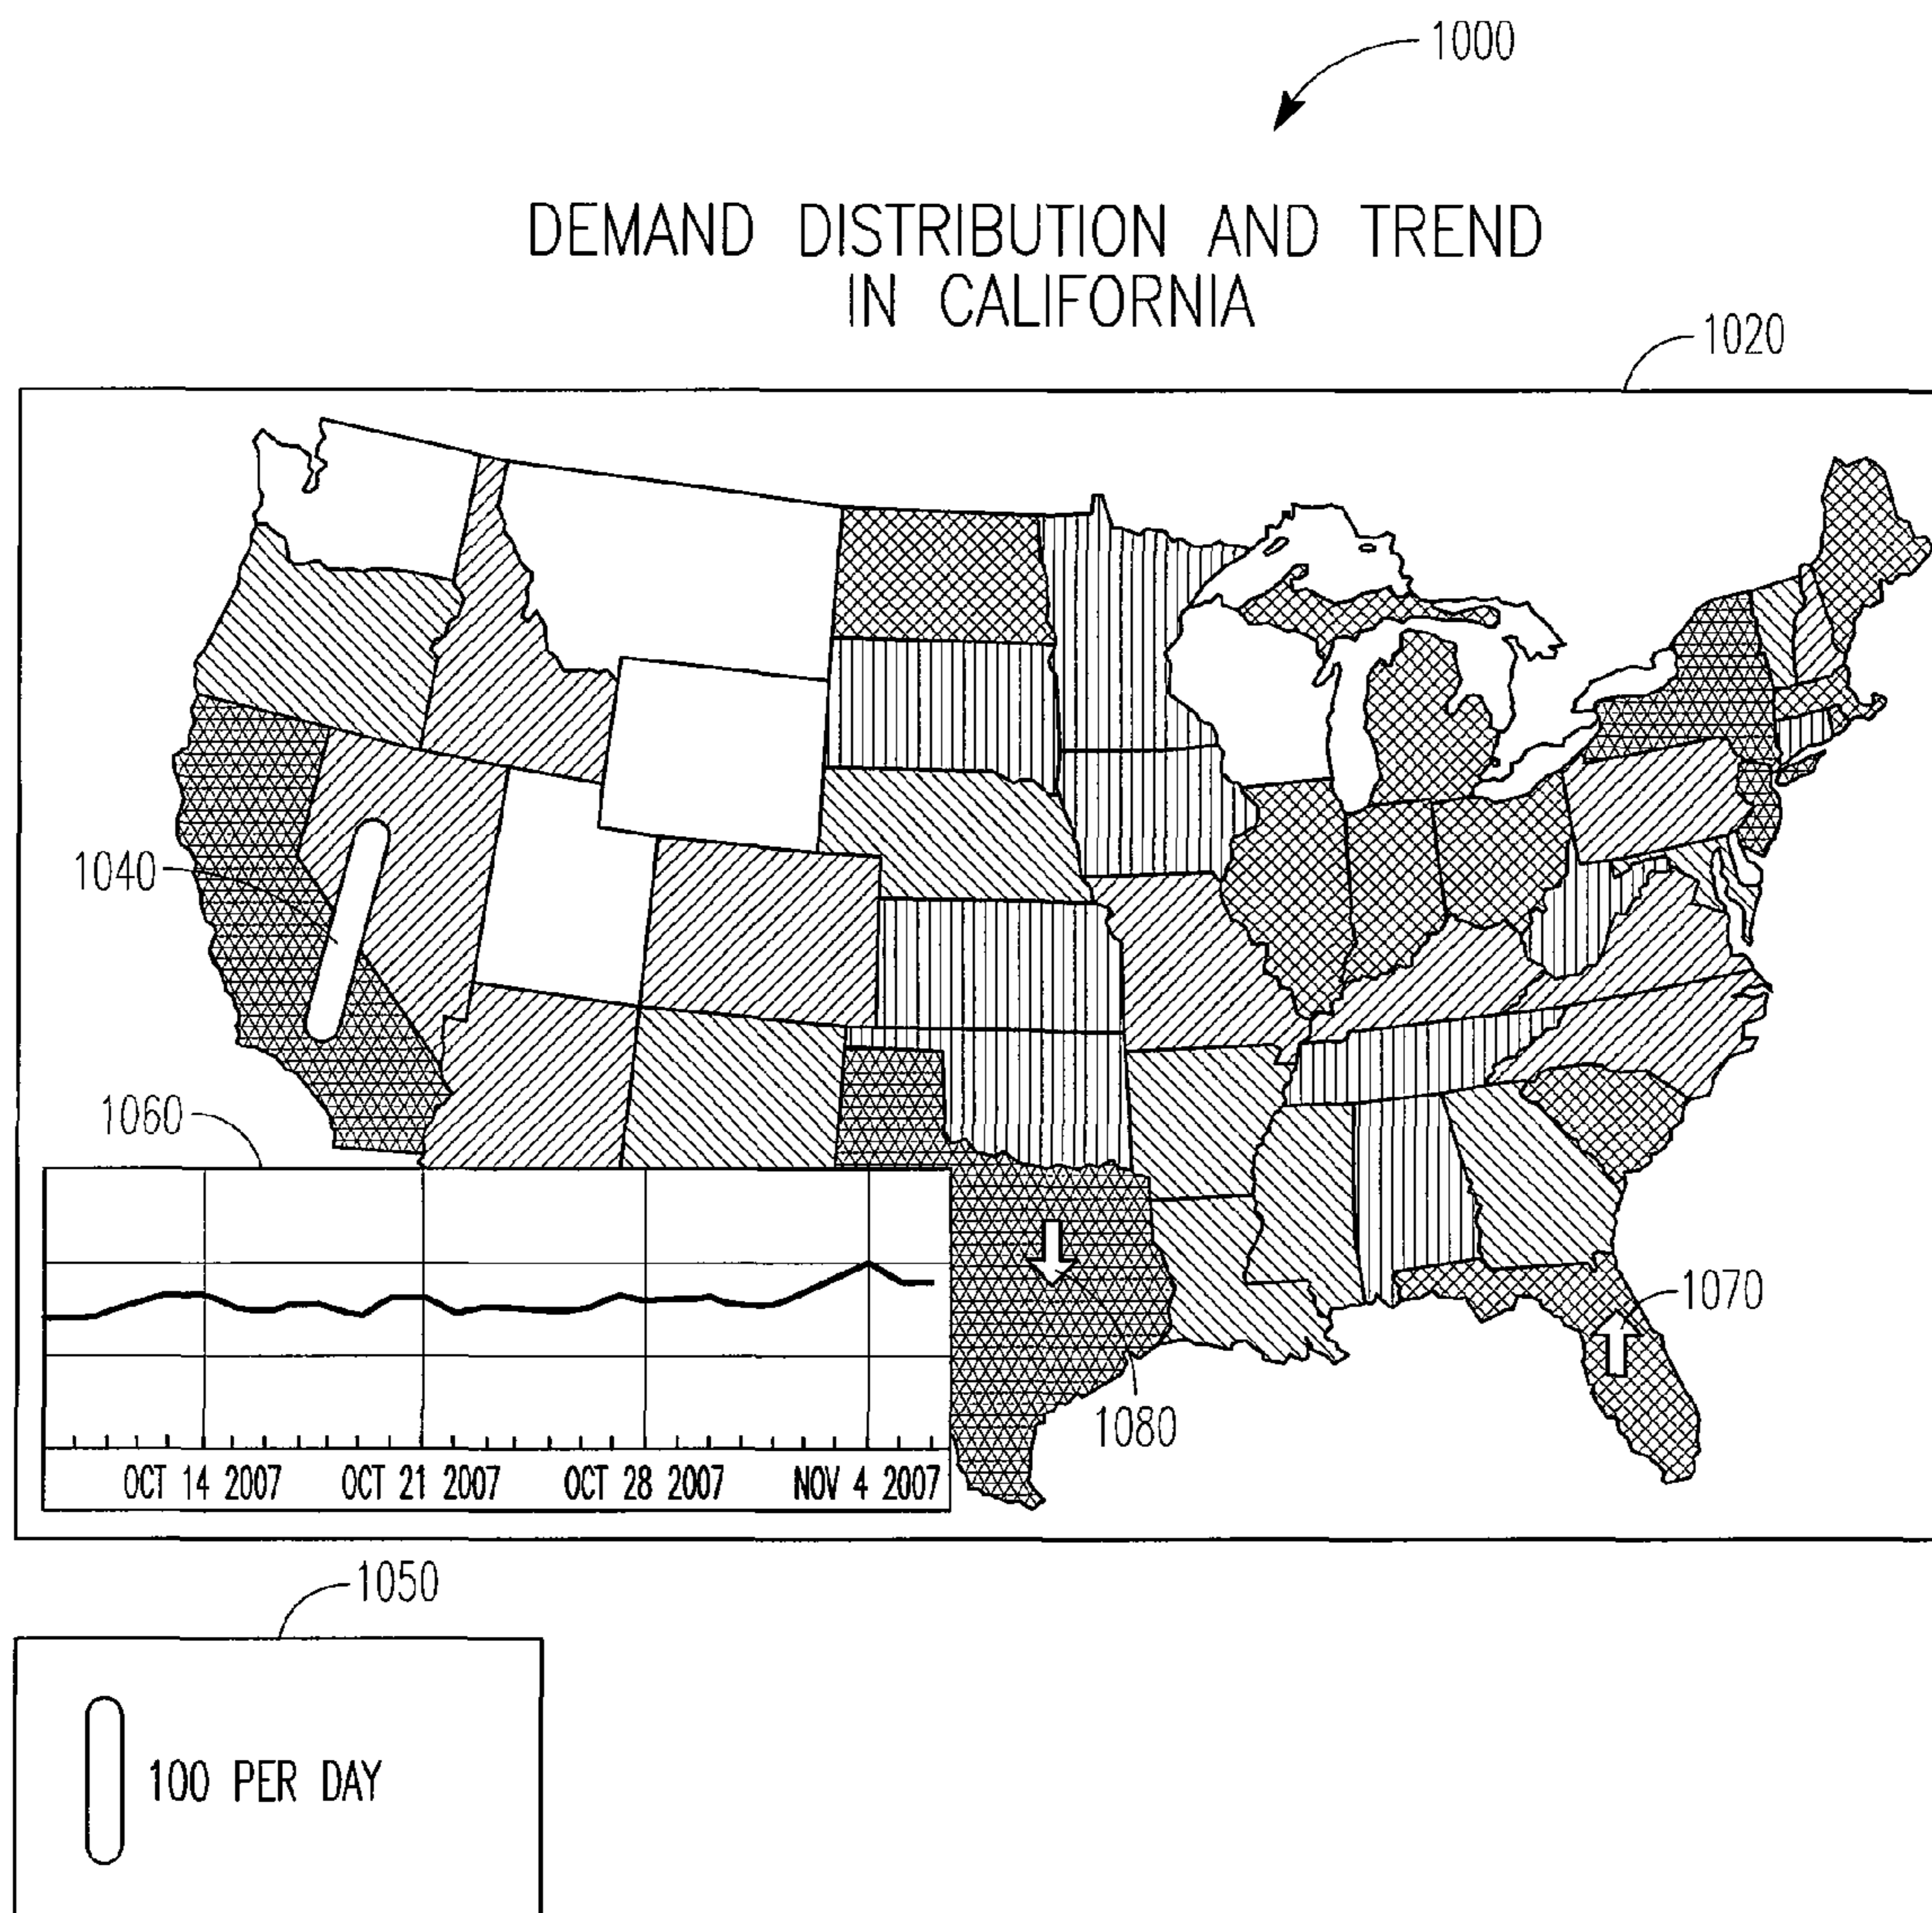 1000
DEMAND DISTRIBUTION AND TREND
IN CALIFORNIA
1020
1040
1060
1070
1080
OCT 14 2007 OCT 21 2007 OCT 28 2007 NOV 4 2007
1050
100 PER DAY